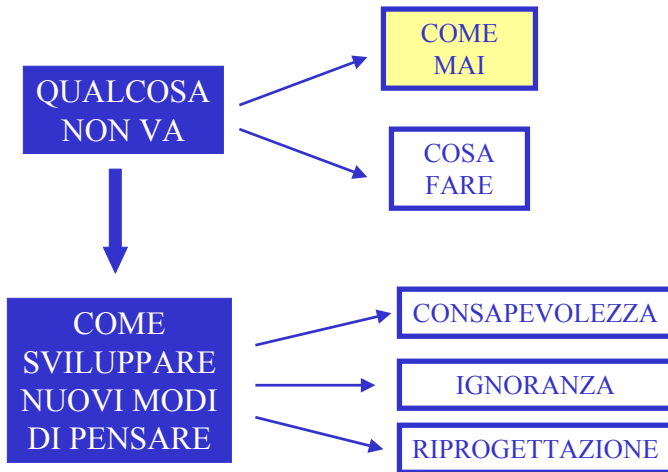 COME
MAI
QUALCOSA
NON VA
COSA
FARE
COME
SVILUPPARE
NUOVI MODI
DI PENSARE
CONSAPEVOLEZZA
IGNORANZA
RIPROGETTAZIONE